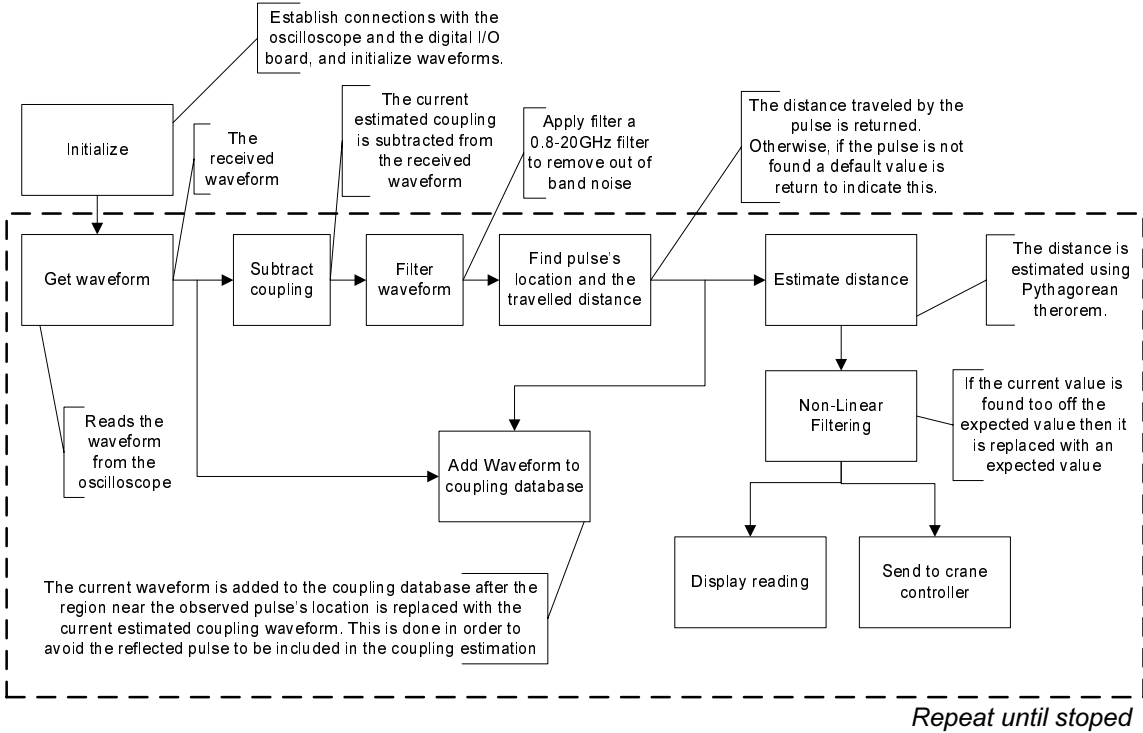 Establish connections with the
oscilloscope and the digital I/O
board, and initialize waveforms.
Initialize
The
received
waveform
The current
estimated coupling
is subtracted from
the received
waveform
Apply filter a
0.8-20GHz filter
to remove out of
band noise
The distance traveled by the
pulse is returned.
Otherwise, if the pulse is not
found a default value is
return to indicate this.
Get waveform
Subtract
coupling
Filter
waveform
Find pulse's
location and the
travelled distance
Estimate distance
The distance is
estimated using
Pythagorean
therorem.
Reads the
waveform
from the
oscilloscope
Add Waveform to
coupling database
Non-Linear
Filtering
If the current value is
found too off the
expected value then it
is replaced with an
expected value
Display reading
Send to crane
controller
The current waveform is added to the coupling database after the
region near the observed pulse's location is replaced with the
current estimated coupling waveform. This is done in order to
avoid the reflected pulse to be included in the coupling estimation
Repeat until stoped